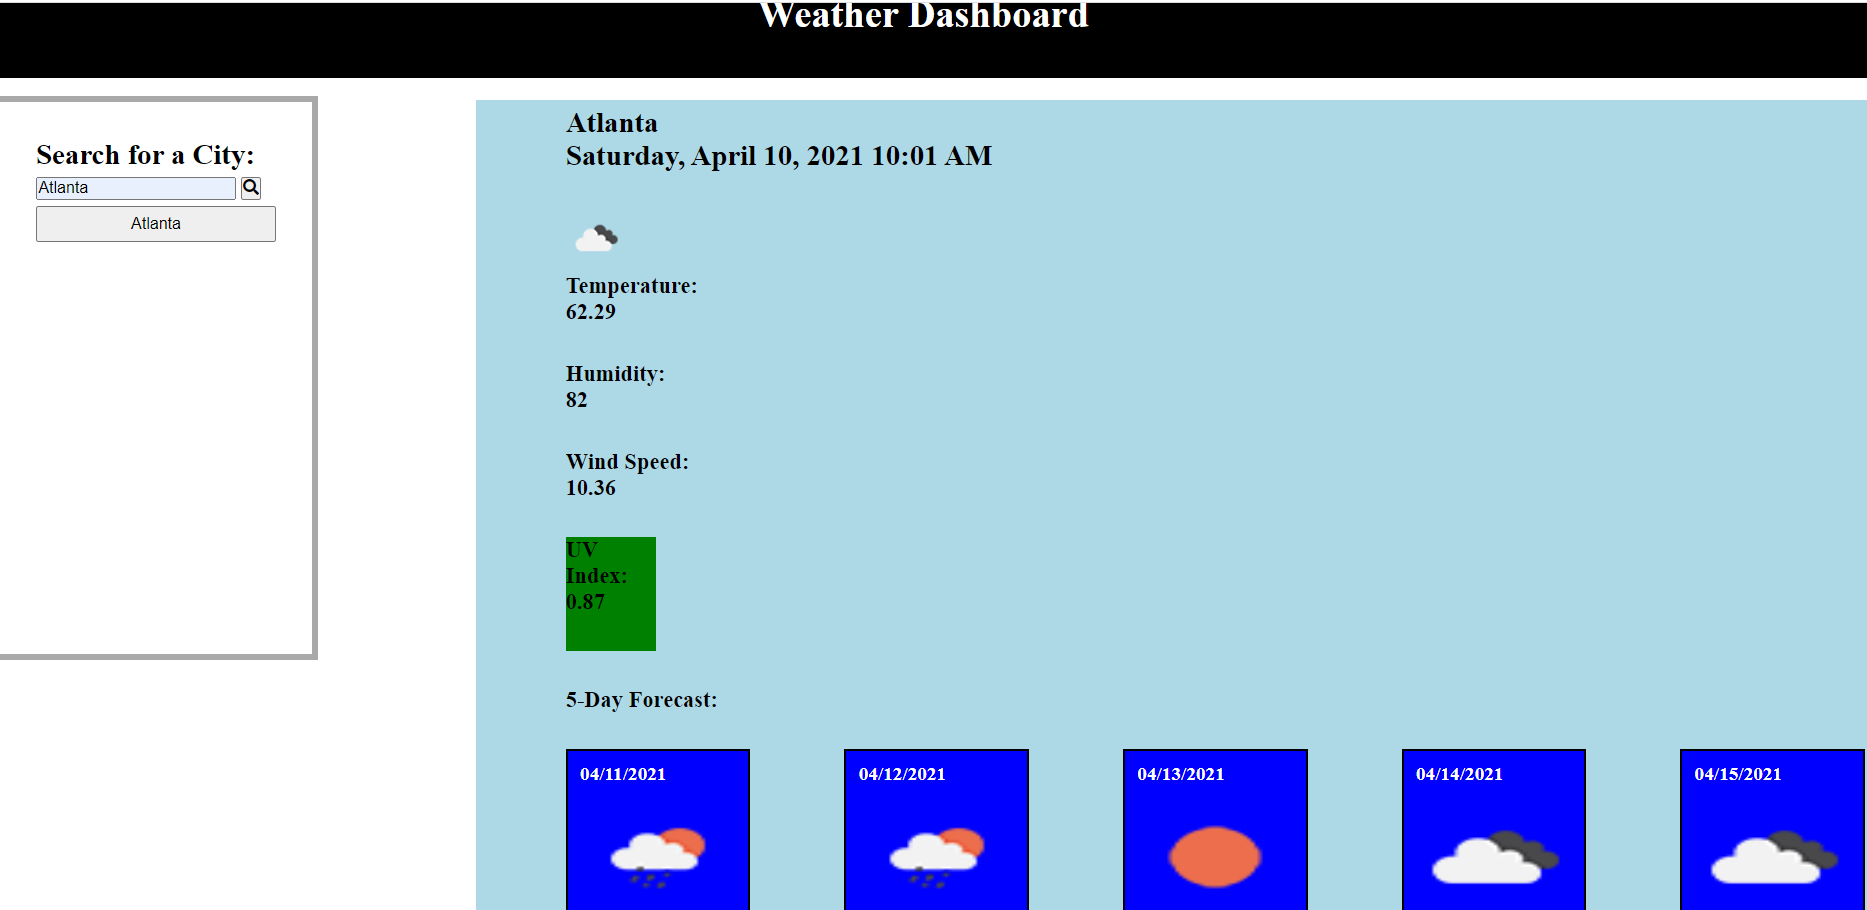 Weather Dashboard
Search for a City:
Atlanta
Atlanta
Atlanta
Saturday, April 10, 2021 10:01 AM
Temperature:
62.29
Humidity:
82
Wind Speed:
10.36
UV
Index:
0.87
5-Day Forecast:
04/11/2021
04/12/2021
04/13/2021
04/14/2021
04/15/2021